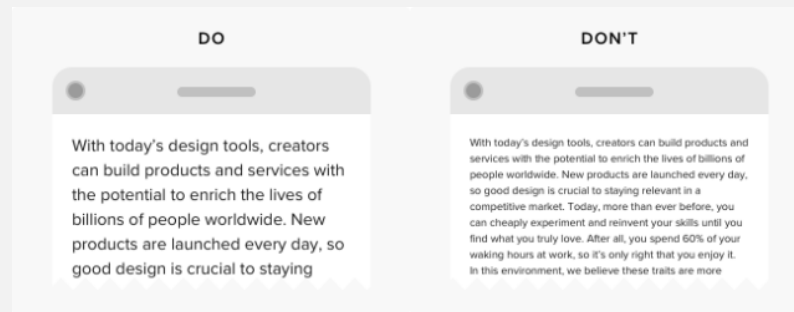 DO
With today's design tools, creators
can build products and services with
the potential to enrich the lives of
billions of people worldwide. New
products are launched every day, so
good design is crucial to staying
DON'T
With today's design tools, creators can build products and
services with the potential to enrich the lives of billions of
people worldwide. New products are launched every day,
so good design is crucial to staying relevant in a
competitive market. Today, more than ever before, you
can cheaply experiment and reinvent your skills until you
find what you truly love. After all, you spend 60% of your
waking hours at work, so it's only right that you enjoy it.
In this environment, we believe these traits are more